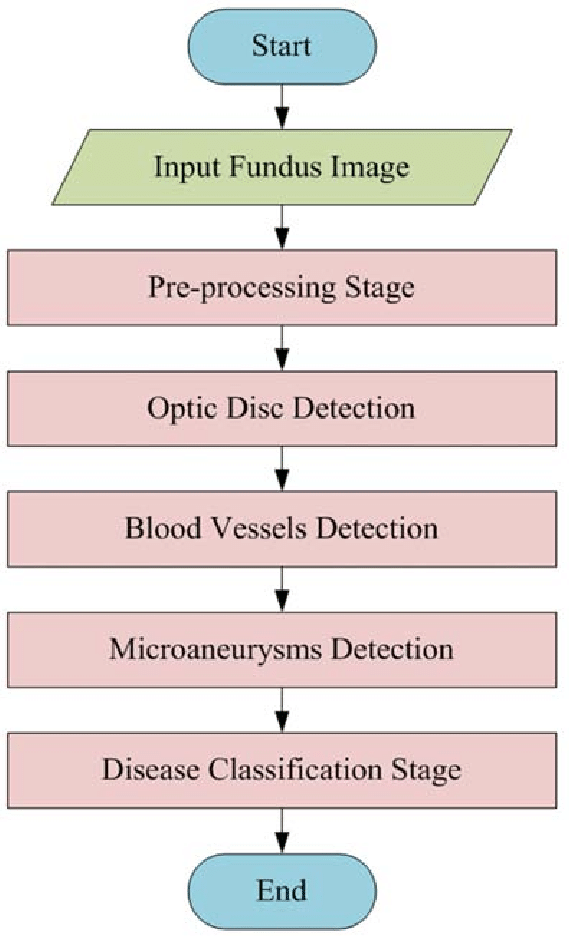 Start
Input Fundus Image
Pre-processing Stage
Optic Disc Detection
Blood Vessels Detection
Microaneurysms Detection
Disease Classification Stage
End